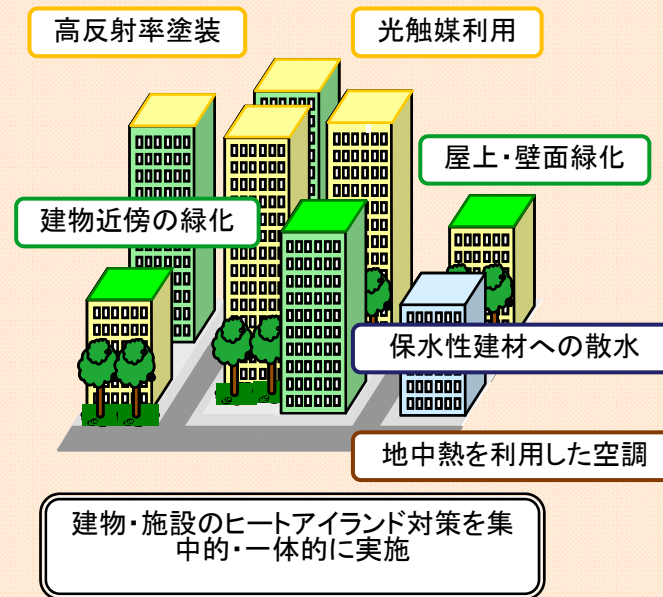 高反射率塗装
光触媒利用
屋上・壁面緑化
建物近傍の緑化
保水性建材への散水
地中熱を利用した空調
建物・施設のヒートアイランド対策を集
中的・一体的に実施